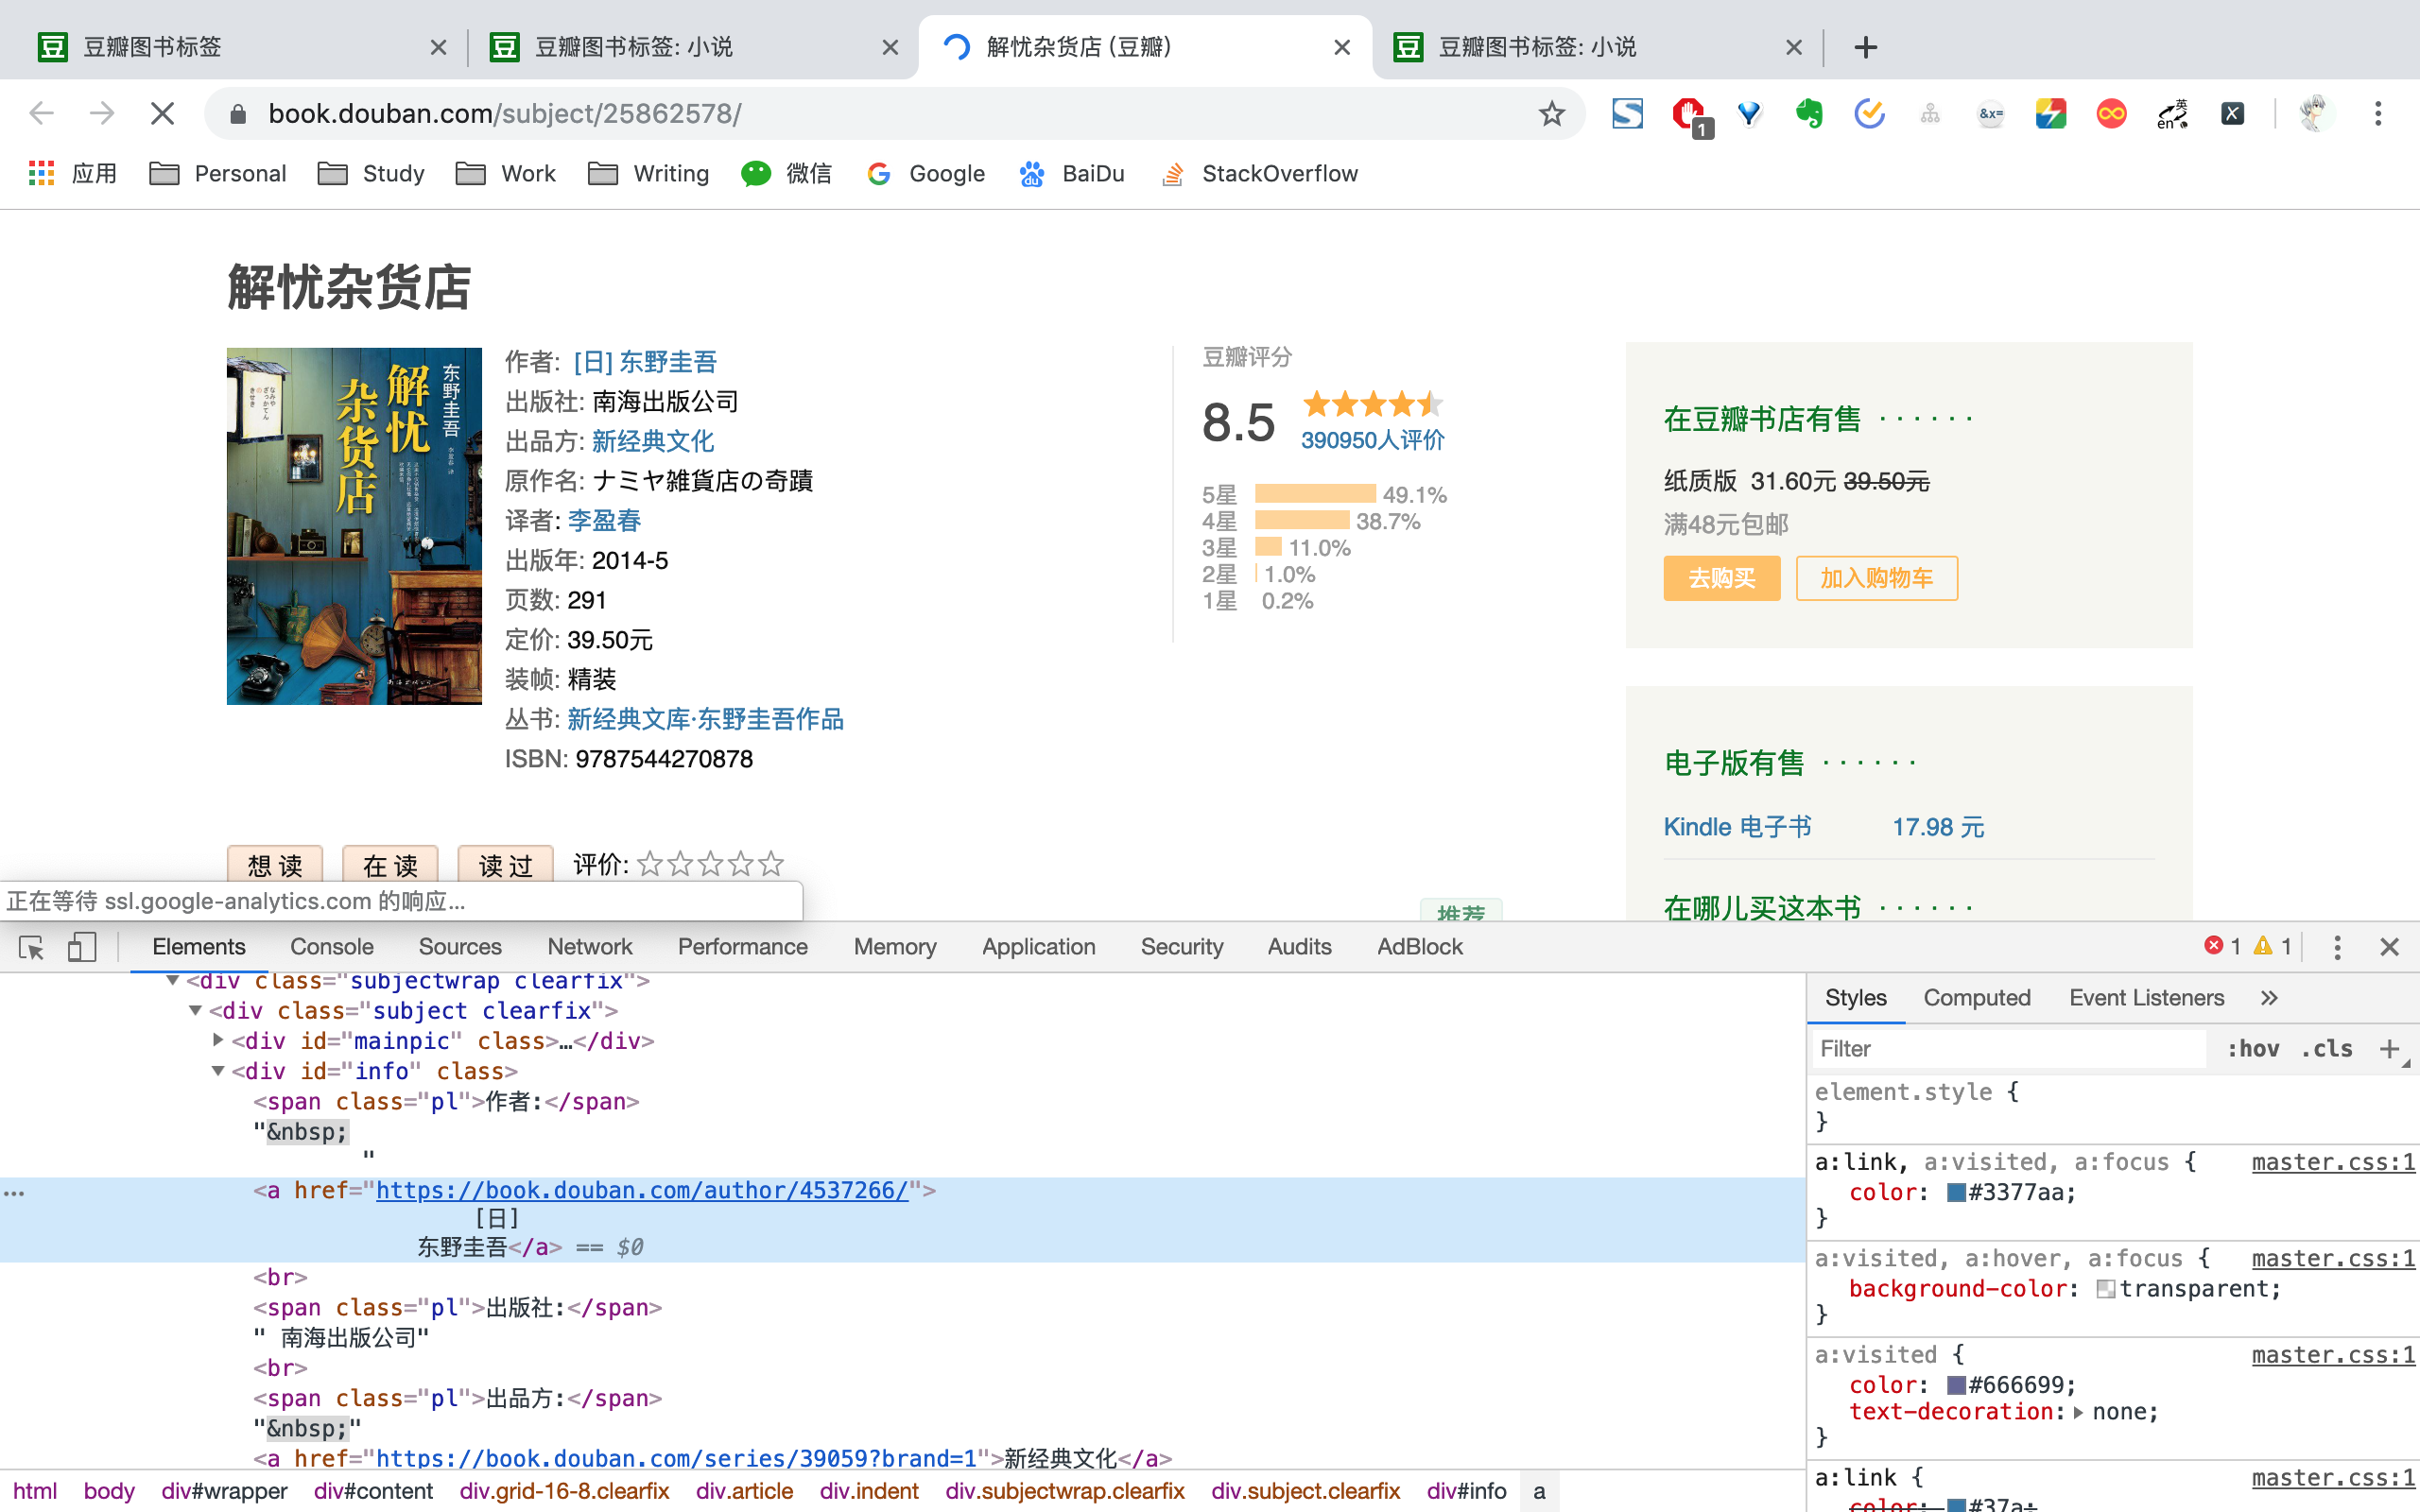 豆瓣图书标签
豆瓣图书标签: 小说
解忧杂货店 (豆瓣)
豆瓣图书标签: 小说
book.douban.com/subject/25862578/
1
应用 Personal Study Work Writing 微信 Google BaiDu StackOverflow
解忧杂货店
解忧
杂货店
东野圭吾
作者: [日] 东野圭吾
出版社: 南海出版公司
出品方: 新经典文化
原作名: ナミヤ雑貨店の奇蹟
译者: 李盈春
出版年: 2014-5
页数: 291
定价: 39.50元
装帧: 精装
丛书: 新经典文库·东野圭吾作品
ISBN: 9787544270878
豆瓣评分
8.5
390950人评价
5星 49.1%
4星 38.7%
3星 11.0%
2星 1.0%
1星 0.2%
在豆瓣书店有售 · · · · · ·
纸质版 31.60元 39.50元
满48元包邮
去购买 加入购物车
电子版有售 · · · · · ·
Kindle 电子书 17.98 元
在哪儿买这本书 · · · · · ·
想读 在读 读过 评价:
推荐
正在等待 ssl.google-analytics.com 的响应...
Elements Console Sources Network Performance Memory Application Security Audits AdBlock 1 1
<div class="subjectwrap clearfix">
<div class="subject clearfix">
<div id="mainpic" class>…</div>
<div id="info" class>
<span class="pl">作者:</span>
"&nbsp;
"
<a href="https://book.douban.com/author/4537266/">
[日]
东野圭吾</a> == $0
<br>
<span class="pl">出版社:</span>
" 南海出版公司"
<br>
<span class="pl">出品方:</span>
"&nbsp;"
<a href="https://book.douban.com/series/39059?brand=1">新经典文化</a>
html body div#wrapper div#content div.grid-16-8.clearfix div.article div.indent div.subjectwrap.clearfix div.subject.clearfix div#info a
Styles Computed Event Listeners »
Filter :hov .cls +
element.style {
}
a:link, a:visited, a:focus { master.css:1
color: #3377aa;
}
a:visited, a:hover, a:focus { master.css:1
background-color: transparent;
}
a:visited { master.css:1
color: #666699;
text-decoration: none;
}
a:link { master.css:1
color: #37a;